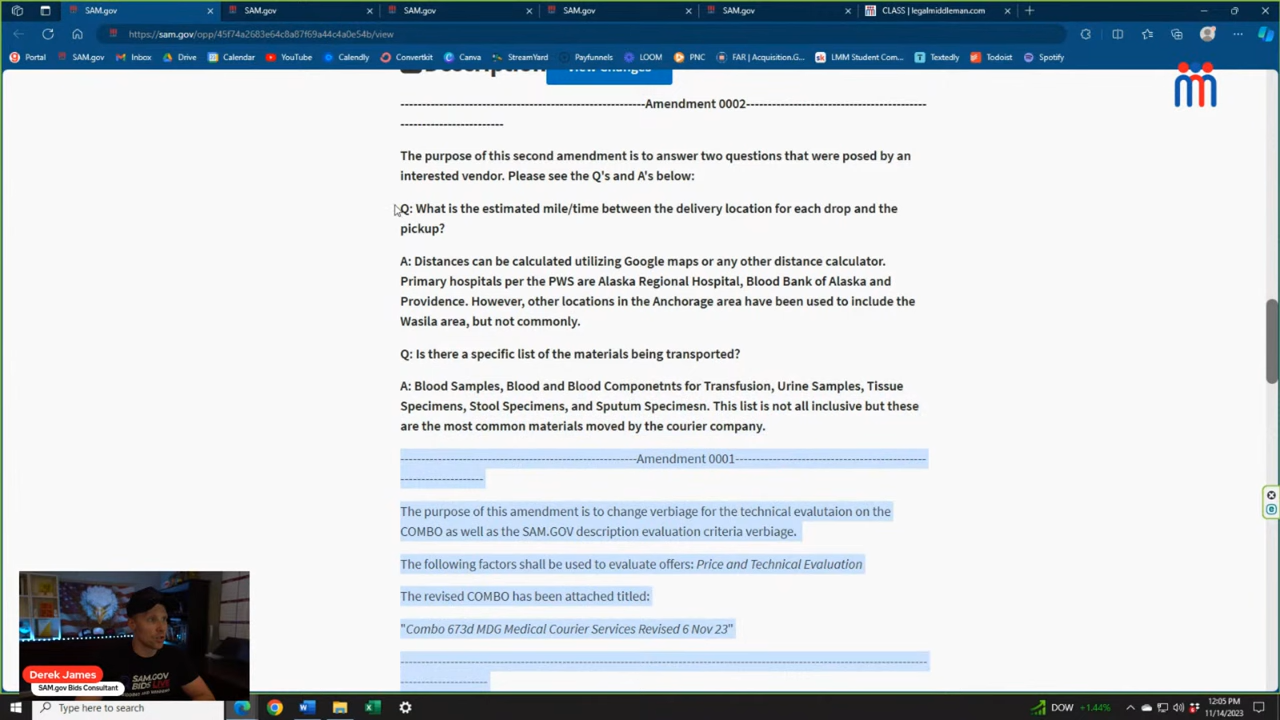 SAM.gov
SAM.gov
SAM.gov
SAM.gov
SAM.gov
CLASS | legalmiddleman.com
https://sam.gov/opp/45f74a2683e64c8a87f69a44c4a0e54b/view
Portal
SAM.gov
Inbox
Drive
Calendar
YouTube
Calendly
Convertkit
Canva
StreamYard
Payfunnels
LOOM
PNC
FAR | Acquisition.G...
LMM Student Com...
Textedly
Todoist
Spotify
Description
View Changes
------------------------------------------------------Amendment 0002----------------------------------------
-----------------------
The purpose of this second amendment is to answer two questions that were posed by an
interested vendor. Please see the Q's and A's below:
Q: What is the estimated mile/time between the delivery location for each drop and the
pickup?
A: Distances can be calculated utilizing Google maps or any other distance calculator.
Primary hospitals per the PWS are Alaska Regional Hospital, Blood Bank of Alaska and
Providence. However, other locations in the Anchorage area have been used to include the
Wasila area, but not commonly.
Q: Is there a specific list of the materials being transported?
A: Blood Samples, Blood and Blood Componetnts for Transfusion, Urine Samples, Tissue
Specimens, Stool Specimens, and Sputum Specimesn. This list is not all inclusive but these
are the most common materials moved by the courier company.
------------------------------------------------------Amendment 0001--------------------------------------------
-------------------
The purpose of this amendment is to change verbiage for the technical evalutaion on the
COMBO as well as the SAM.GOV description evaluation criteria verbiage.
The following factors shall be used to evaluate offers: Price and Technical Evaluation
The revised COMBO has been attached titled:
"Combo 673d MDG Medical Courier Services Revised 6 Nov 23"
------------------------------------------------------------------------------------------------------------------------
--------------------
SAM.GOV
BIDS LIVE
Derek James
SAM.gov Bids Consultant
Type here to search
DOW +1.44%
12:05 PM
11/14/2023